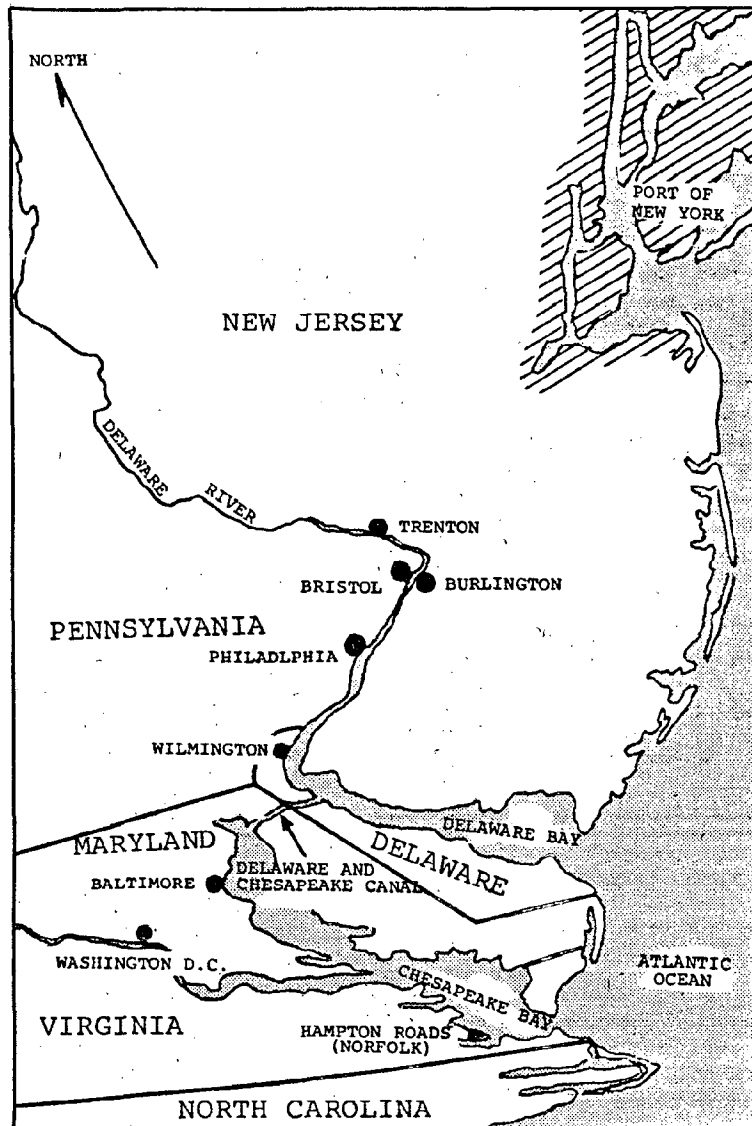 NORTH
PORT OF
NEW YORK
NEW JERSEY
DELAWARE RIVER
TRENTON
BRISTOL
BURLINGTON
PENNSYLVANIA
PHILADLPHIA
WILMINGTON
DELAWARE BAY
MARYLAND
DELAWARE
DELAWARE AND
CHESAPEAKE CANAL
BALTIMORE
WASHINGTON D.C.
CHESAPEAKE BAY
ATLANTIC
OCEAN
VIRGINIA
HAMPTON ROADS
(NORFOLK)
NORTH CAROLINA